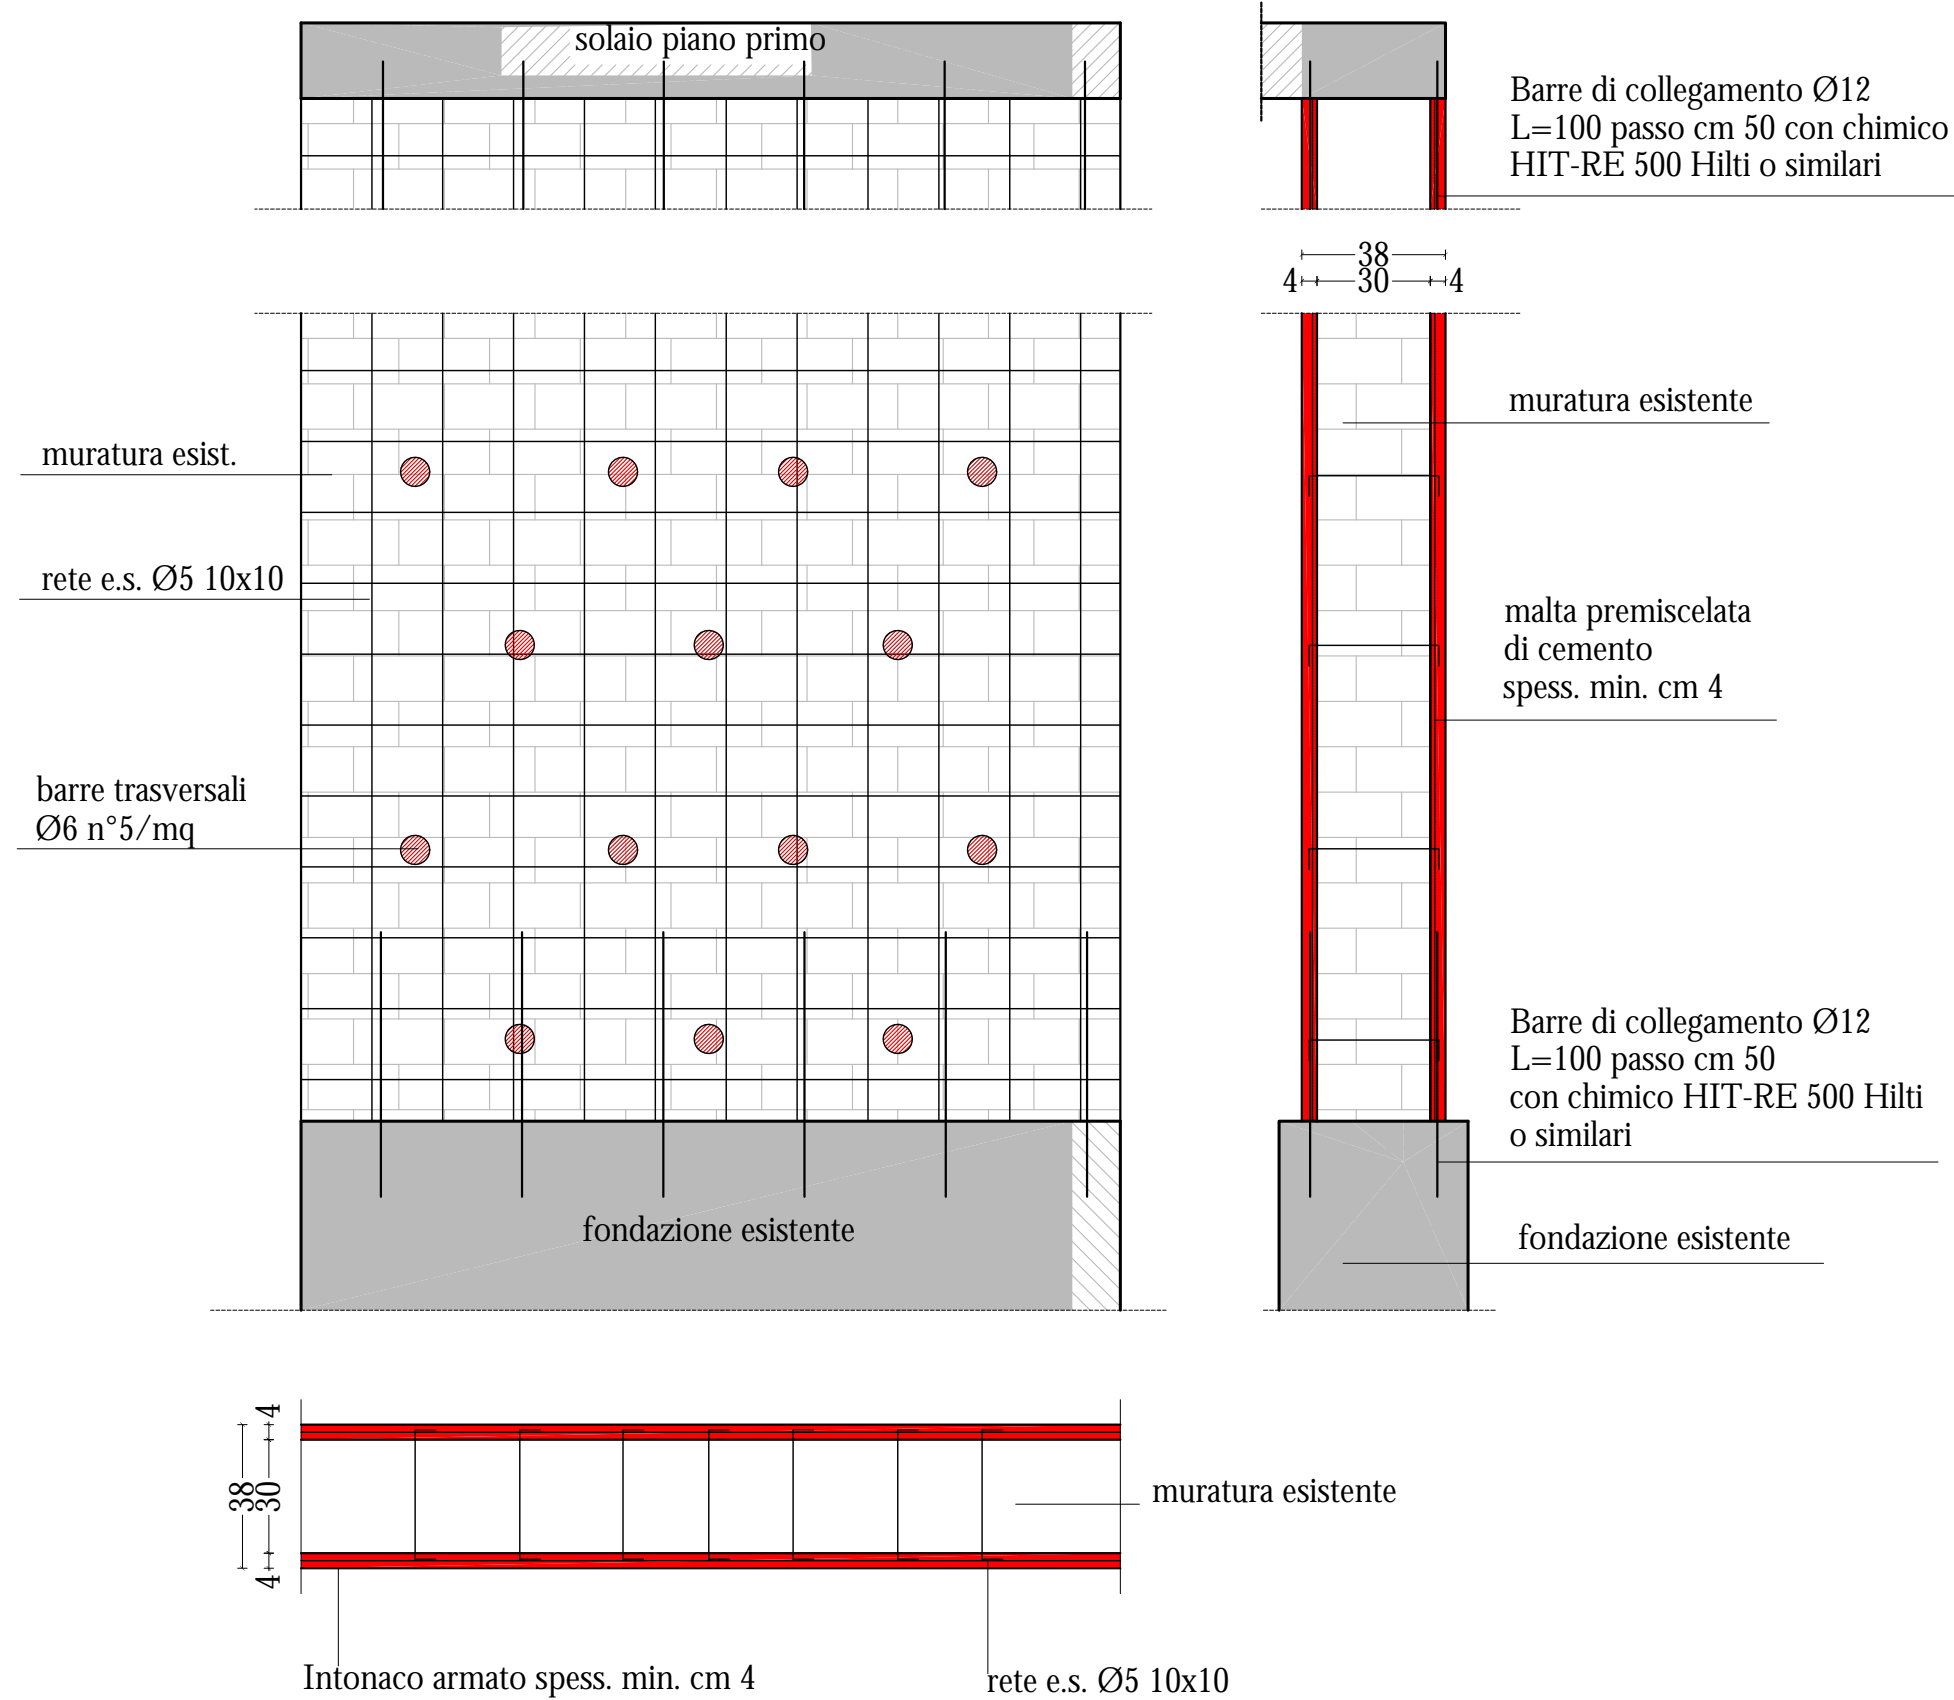 solaio piano primo
Barre di collegamento Ø12
L=100 passo cm 50 con chimico
HIT-RE 500 Hilti o similari
38
4 30 4
muratura esistente
muratura esist.
rete e.s. Ø5 10x10
malta premiscelata
di cemento
spess. min. cm 4
barre trasversali
Ø6 n°5/mq
Barre di collegamento Ø12
L=100 passo cm 50
con chimico HIT-RE 500 Hilti
o similari
fondazione esistente
fondazione esistente
4
38
30
4
muratura esistente
Intonaco armato spess. min. cm 4
rete e.s. Ø5 10x10